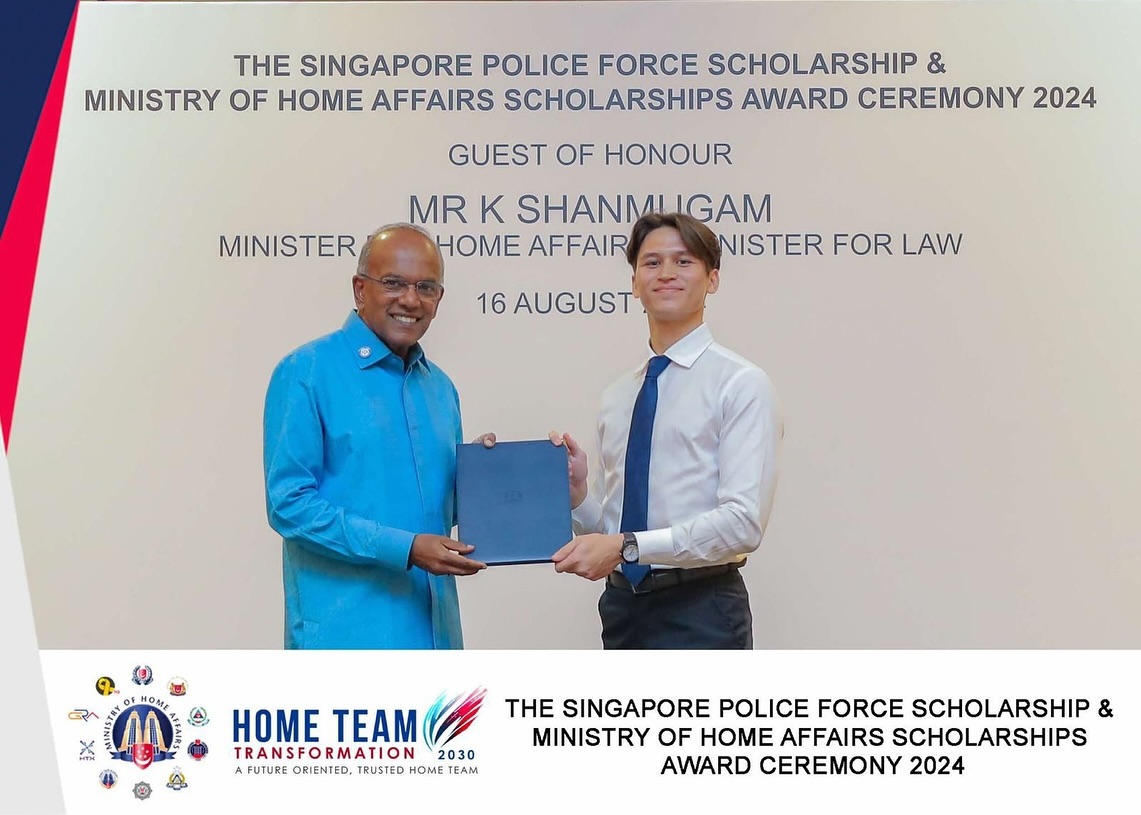 THE SINGAPORE POLICE FORCE SCHOLARSHIP &
MINISTRY OF HOME AFFAIRS SCHOLARSHIPS AWARD CEREMONY 2024
GUEST OF HONOUR
MR K SHANMUGAM
MINISTER HOME AFFAIR NISTER FOR LAW
16 AUGUST
MINISTRY OF HOME AFFAIRS
HTX
HOME TEAM
TRANSFORMATION 2030
A FUTURE ORIENTED, TRUSTED HOME TEAM
THE SINGAPORE POLICE FORCE SCHOLARSHIP &
MINISTRY OF HOME AFFAIRS SCHOLARSHIPS
AWARD CEREMONY 2024